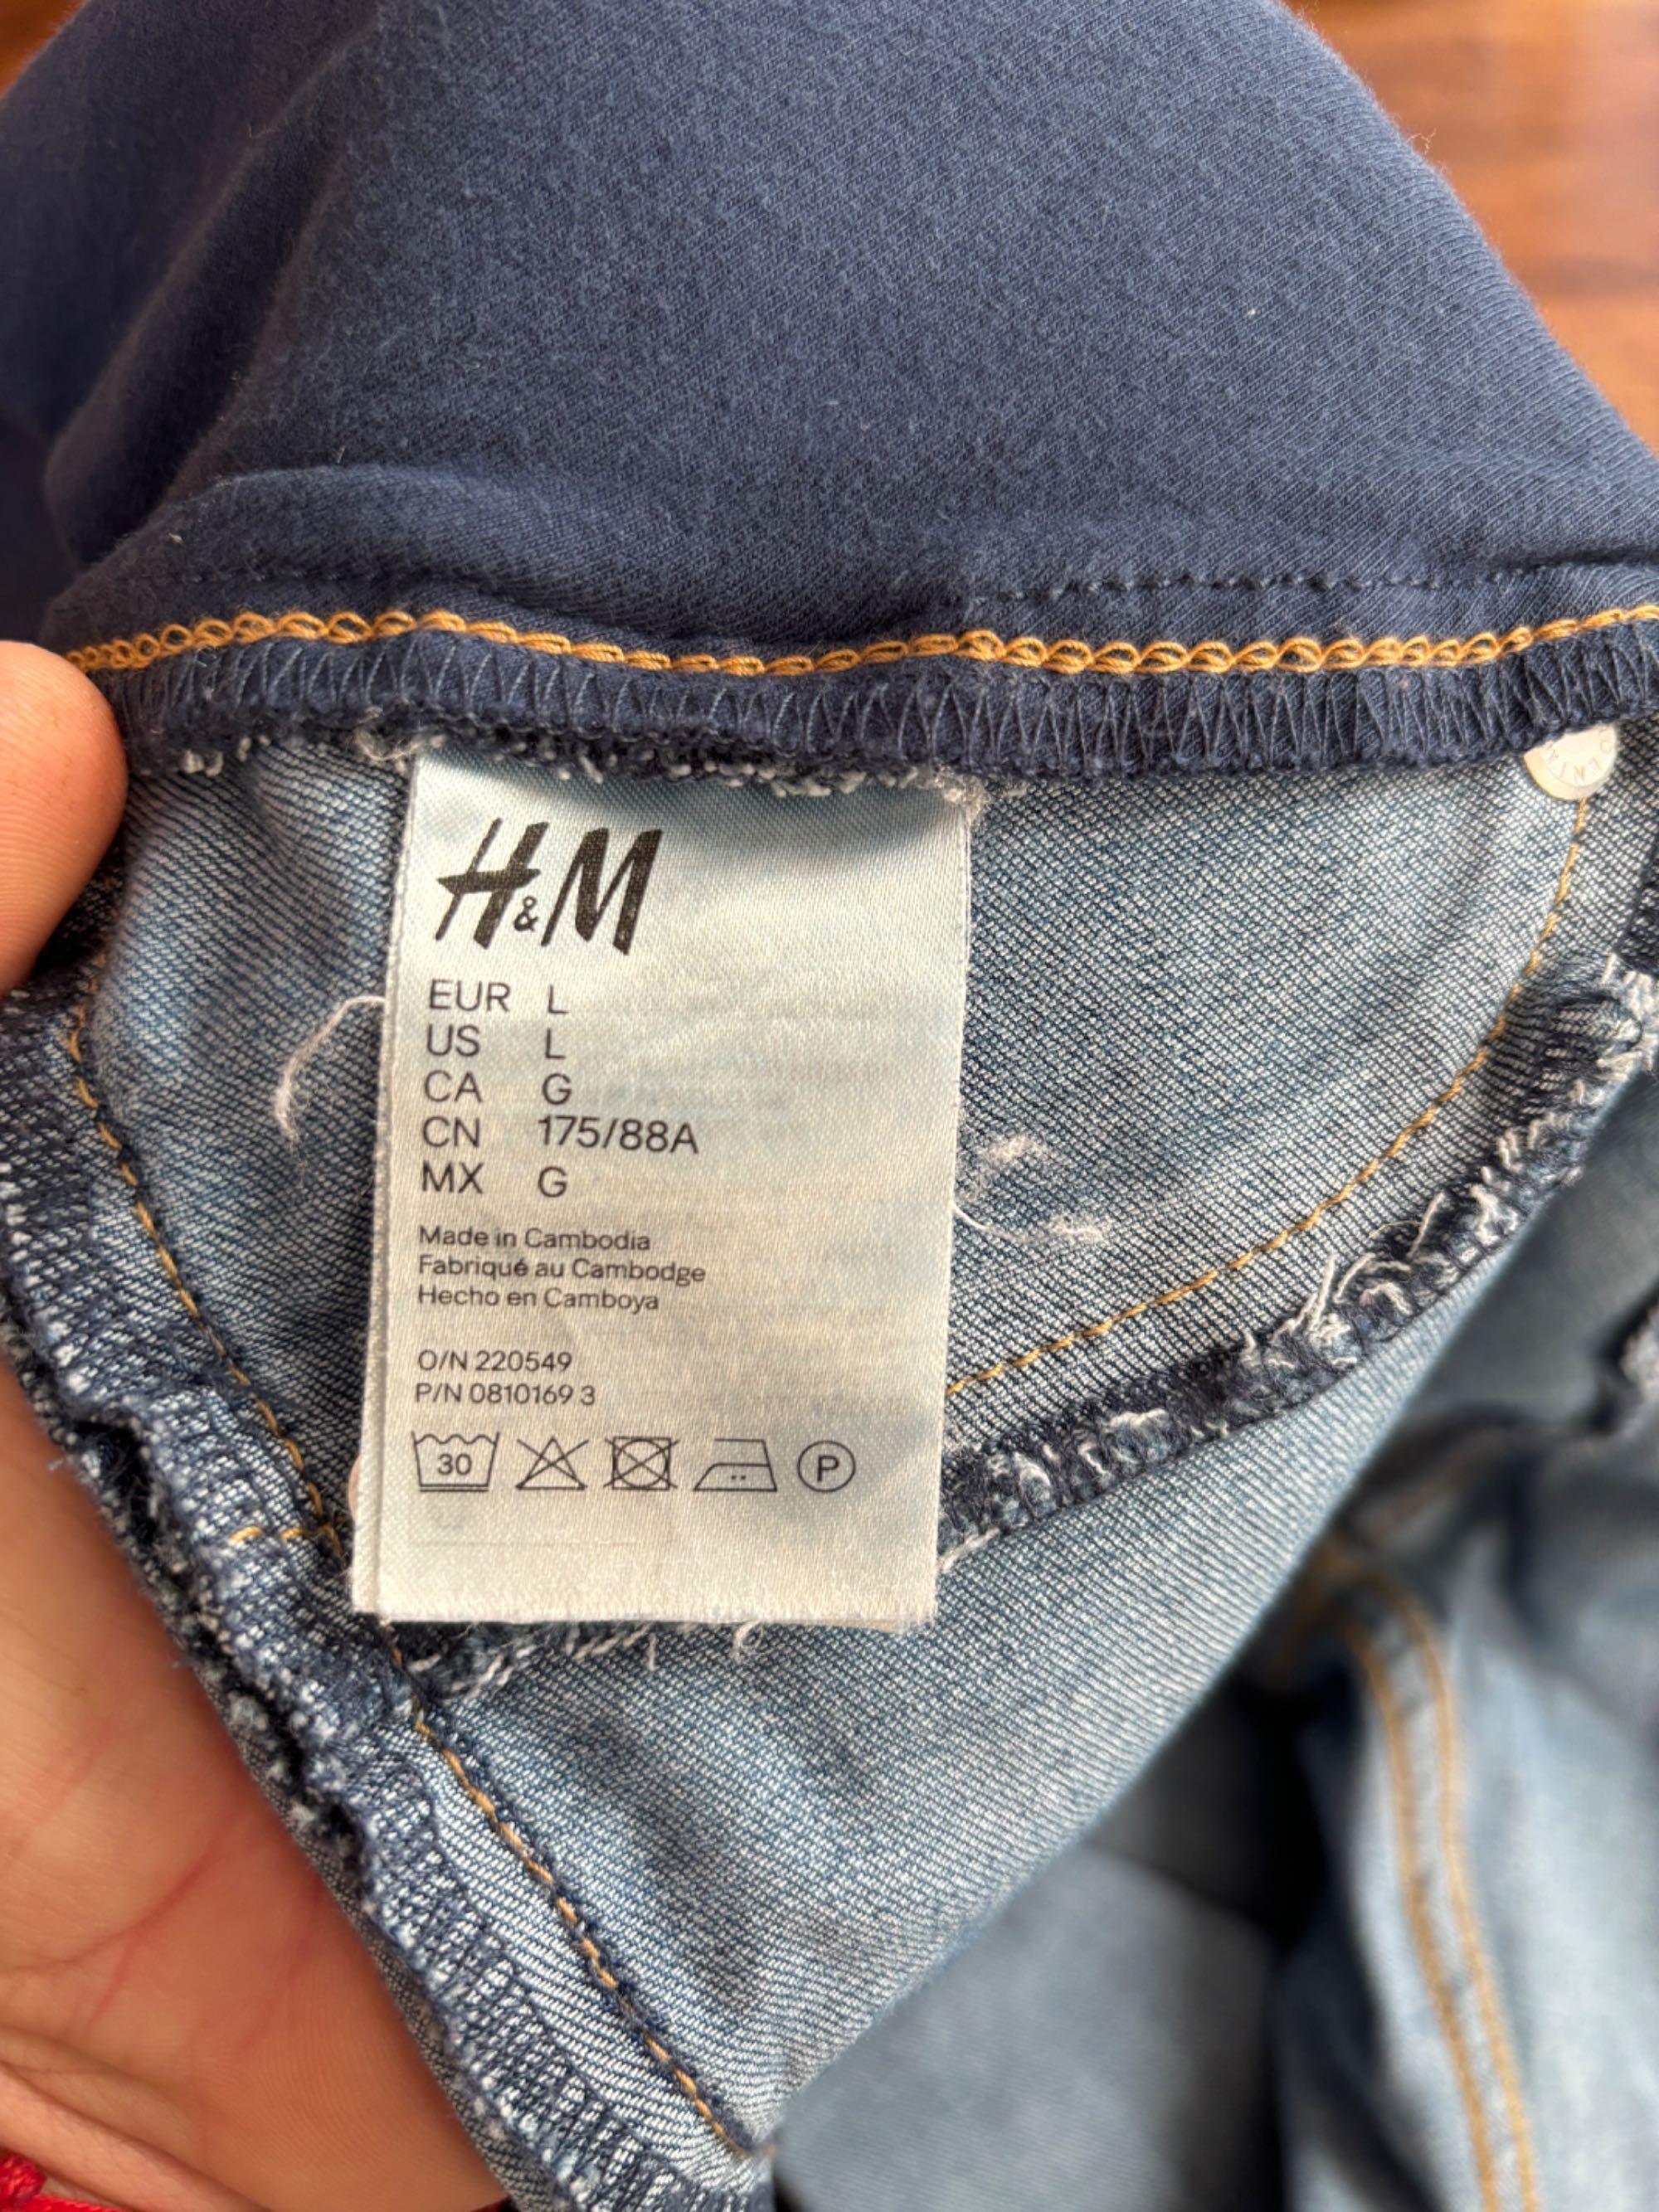 H&M
EUR L
US L
CA G
CN 175/88A
MX G
Made in Cambodia
Fabriqué au Cambodge
Hecho en Camboya
O/N 220549
P/N 0810169 3
30
P